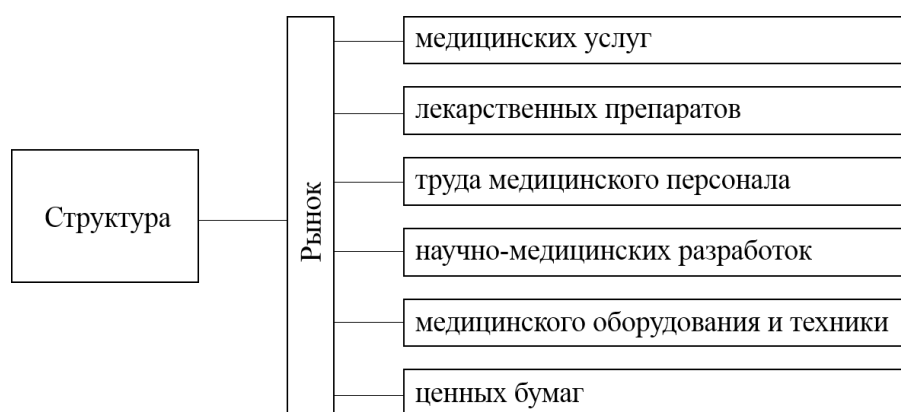 Структура
Рынок
медицинских услуг
лекарственных препаратов
труда медицинского персонала
научно-медицинских разработок
медицинского оборудования и техники
ценных бумаг